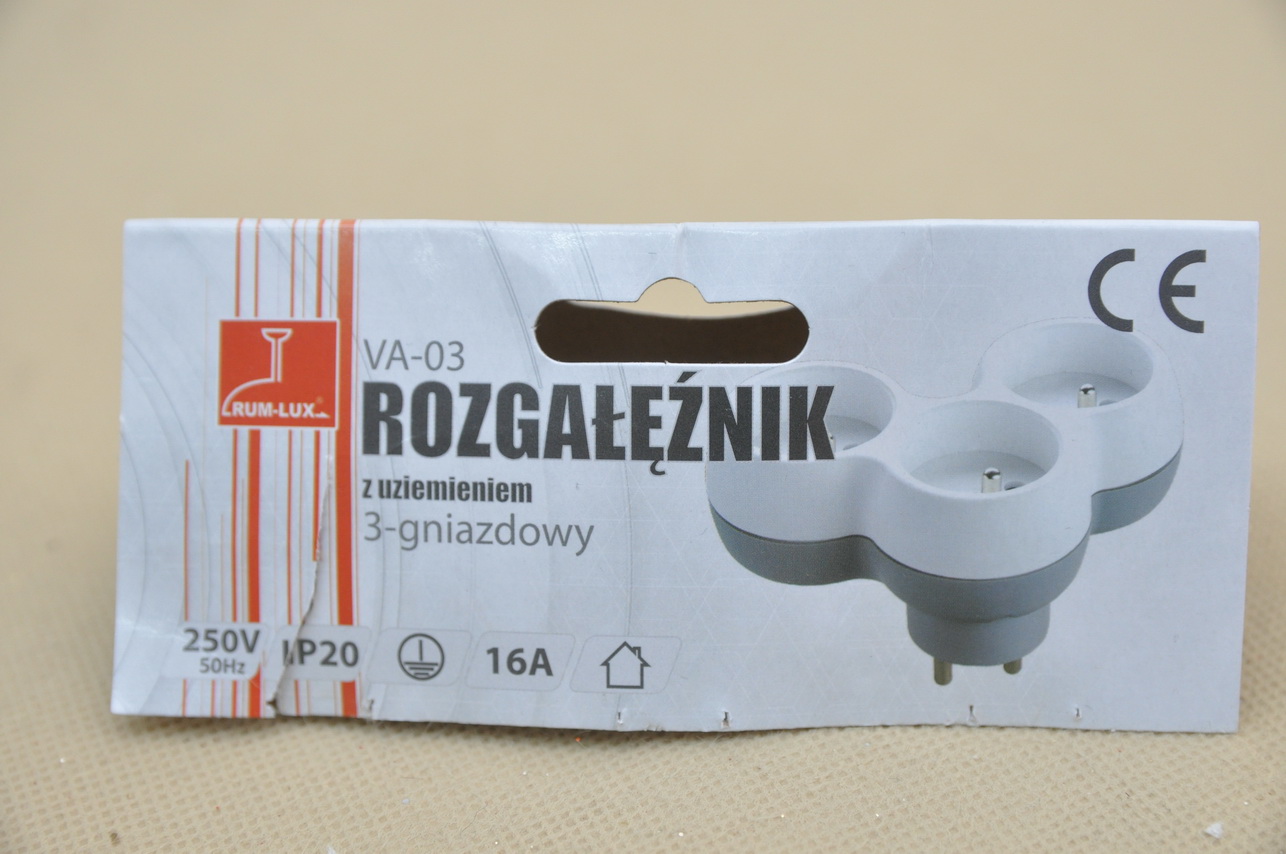 CE
RUM-LUX®
VA-03
ROZGAŁĘŹNIK
z uziemieniem
3-gniazdowy
250V
50Hz
IP20
16A